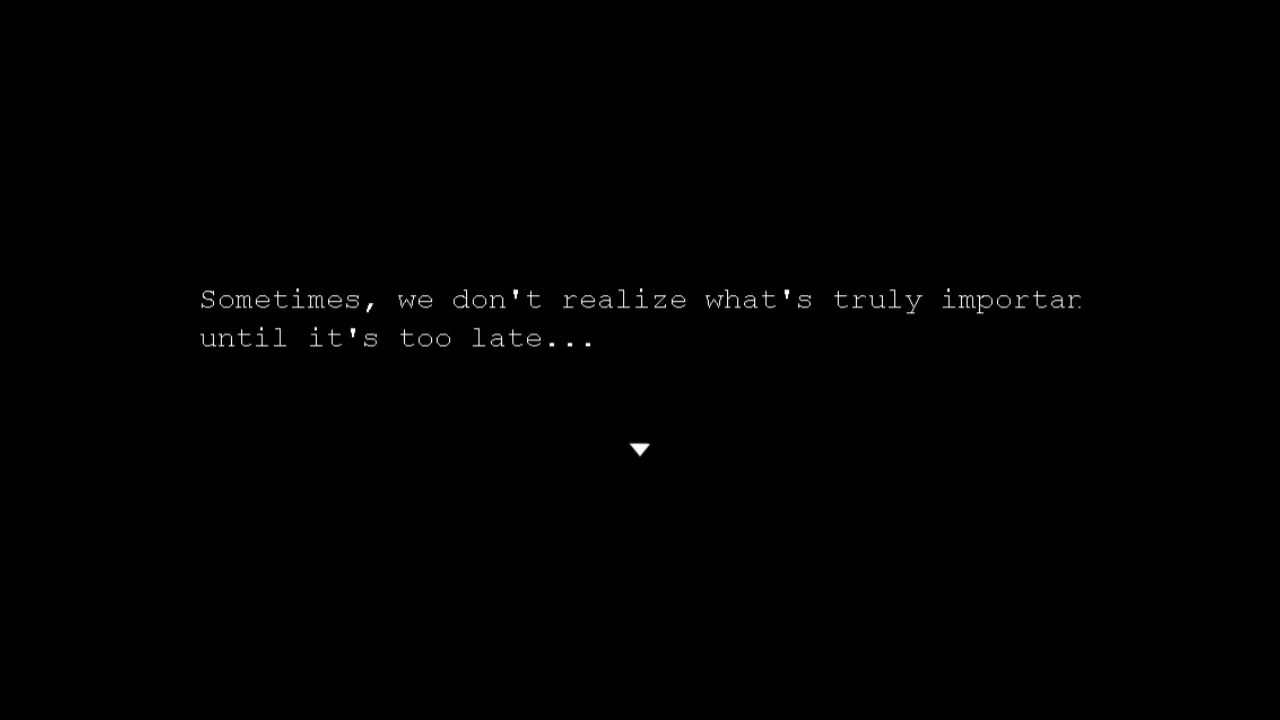 Sometimes, we don't realize what's truly importan
until it's too late...